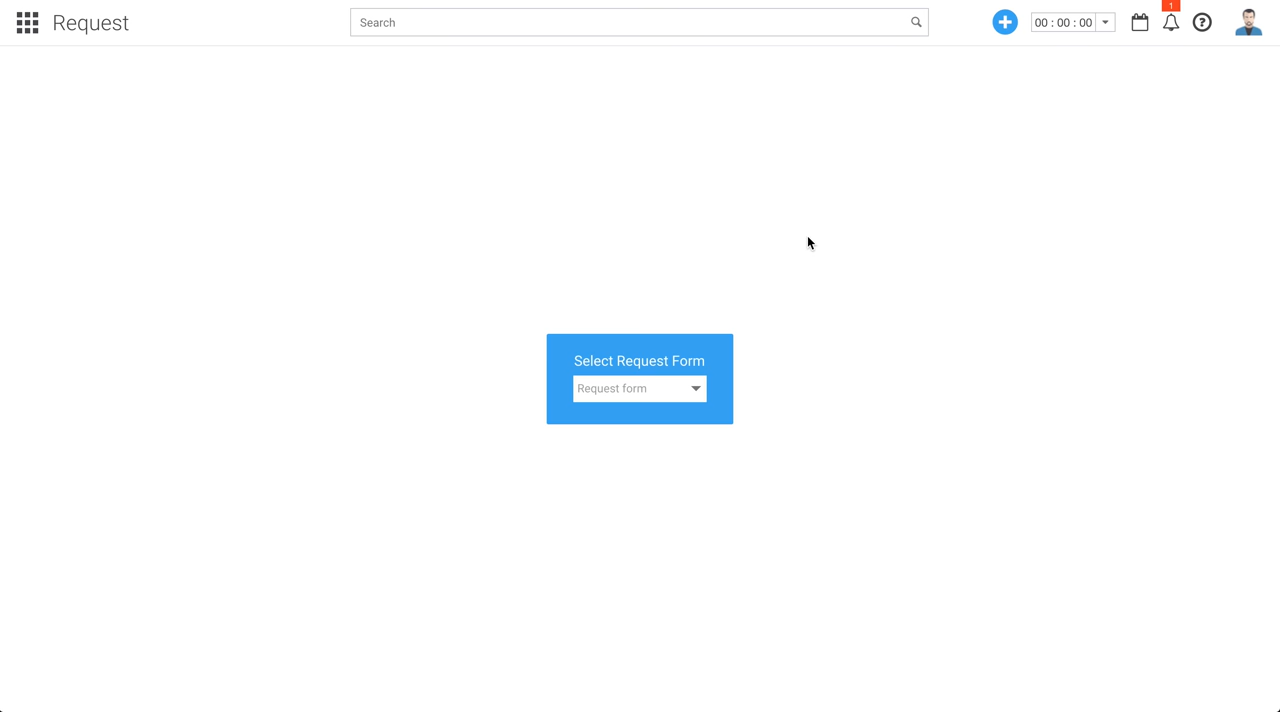 Request
Search
00 : 00 : 00
1
?
Select Request Form
Request form